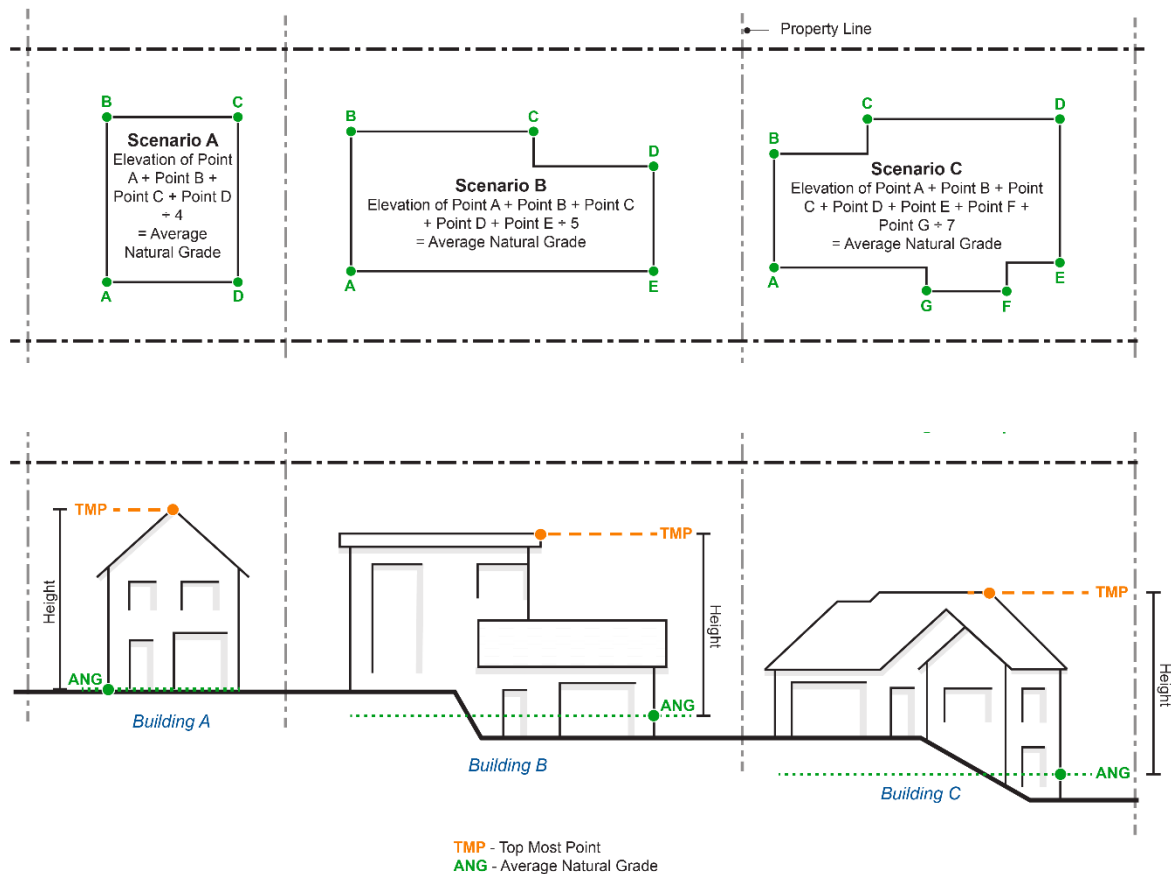 Property Line
B
C
Scenario A
Elevation of Point
A + Point B +
Point C + Point D
÷ 4
= Average
Natural Grade
A
D
B
C
D
Scenario B
Elevation of Point A + Point B + Point C
+ Point D + Point E ÷ 5
= Average Natural Grade
A
E
C
D
B
Scenario C
Elevation of Point A + Point B + Point
C + Point D + Point E + Point F +
Point G ÷ 7
= Average Natural Grade
A
E
G
F
TMP
Height
ANG
Building A
TMP
Height
ANG
Building B
TMP
Height
ANG
Building C
TMP - Top Most Point
ANG - Average Natural Grade